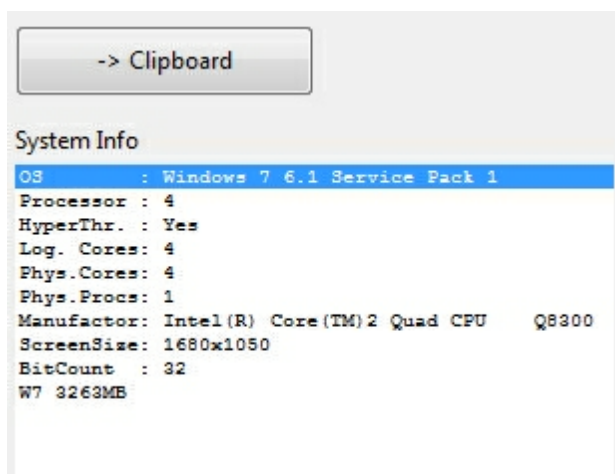 -> Clipboard
System Info
OS        : Windows 7 6.1 Service Pack 1
Processor : 4
HyperThr. : Yes
Log. Cores: 4
Phys.Cores: 4
Phys.Procs: 1
Manufactor: Intel(R) Core(TM)2 Quad CPU    Q8300
ScreenSize: 1680x1050
BitCount  : 32
W7 3263MB